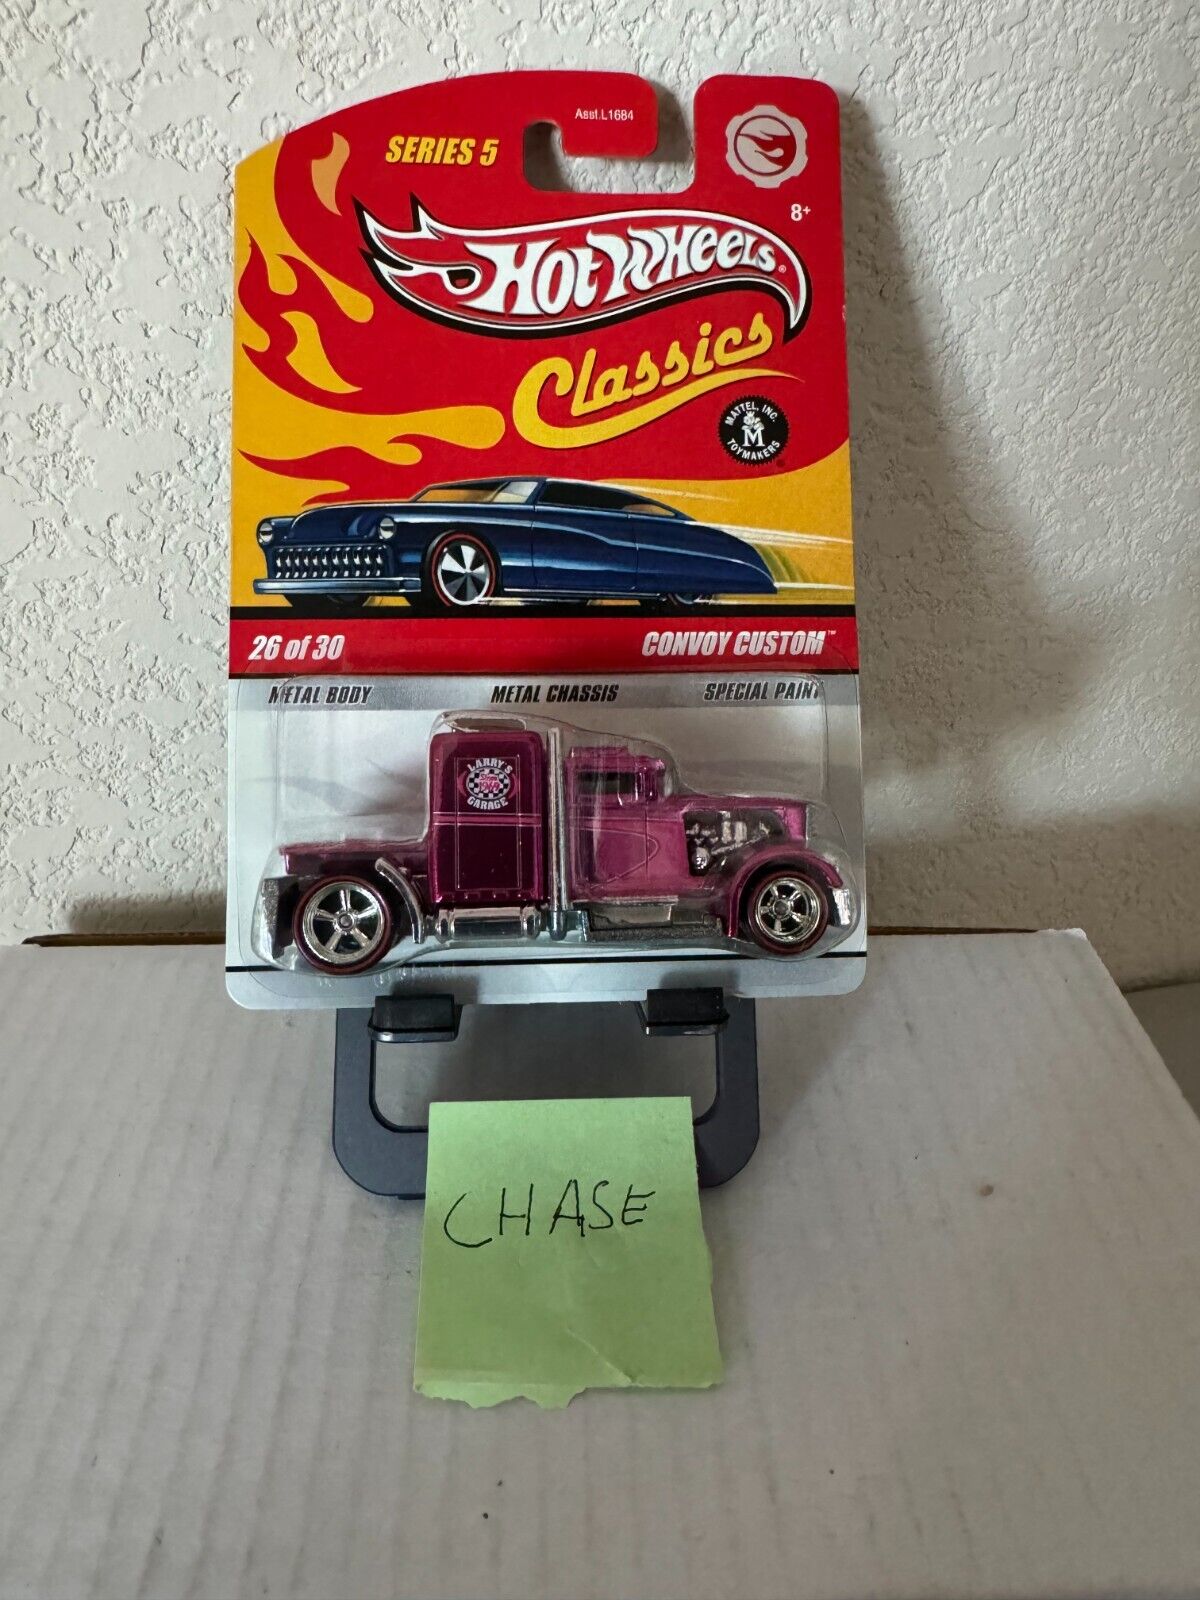 Asst.L1684
SERIES 5
8+
HOT WHEELS®
Classics
MATTEL, INC.
M
TOYMAKERS
26 of 30
CONVOY CUSTOM™
METAL BODY
METAL CHASSIS
SPECIAL PAINT
LARRY'S
GARAGE
CHASE